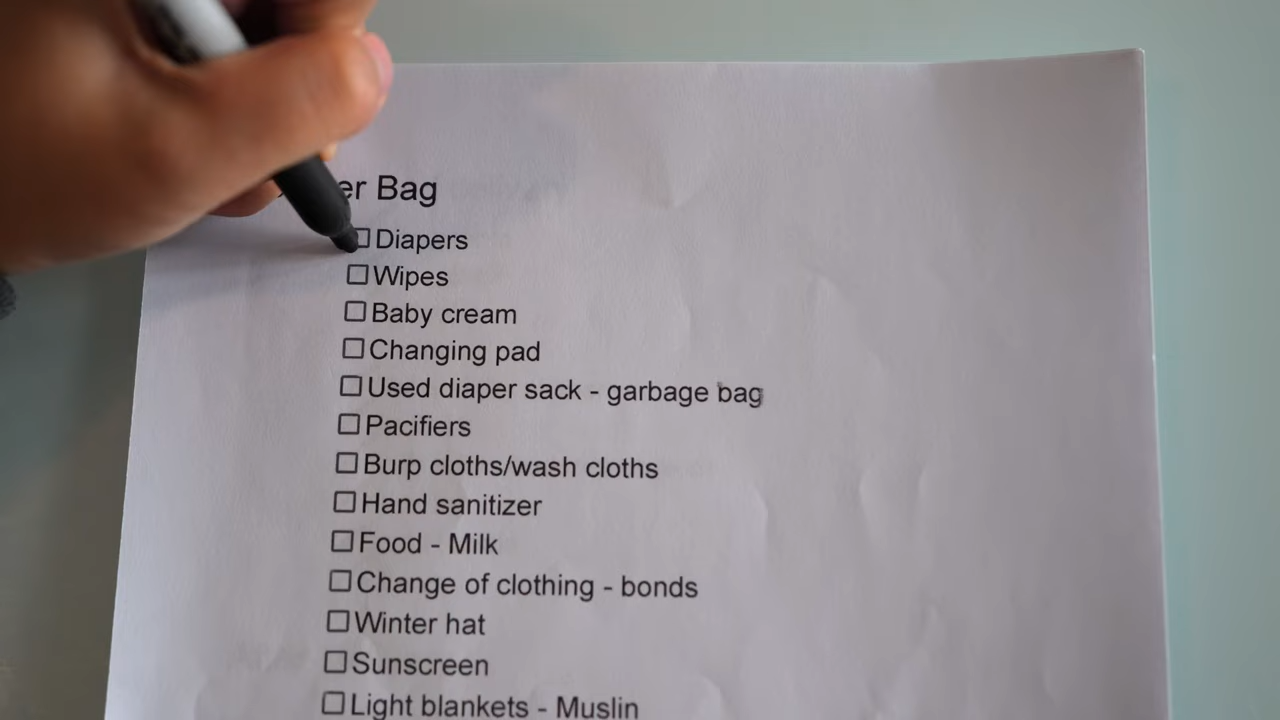 er Bag
Diapers
Wipes
Baby cream
Changing pad
Used diaper sack - garbage bag
Pacifiers
Burp cloths/wash cloths
Hand sanitizer
Food - Milk
Change of clothing - bonds
Winter hat
Sunscreen
Light blankets - Muslin